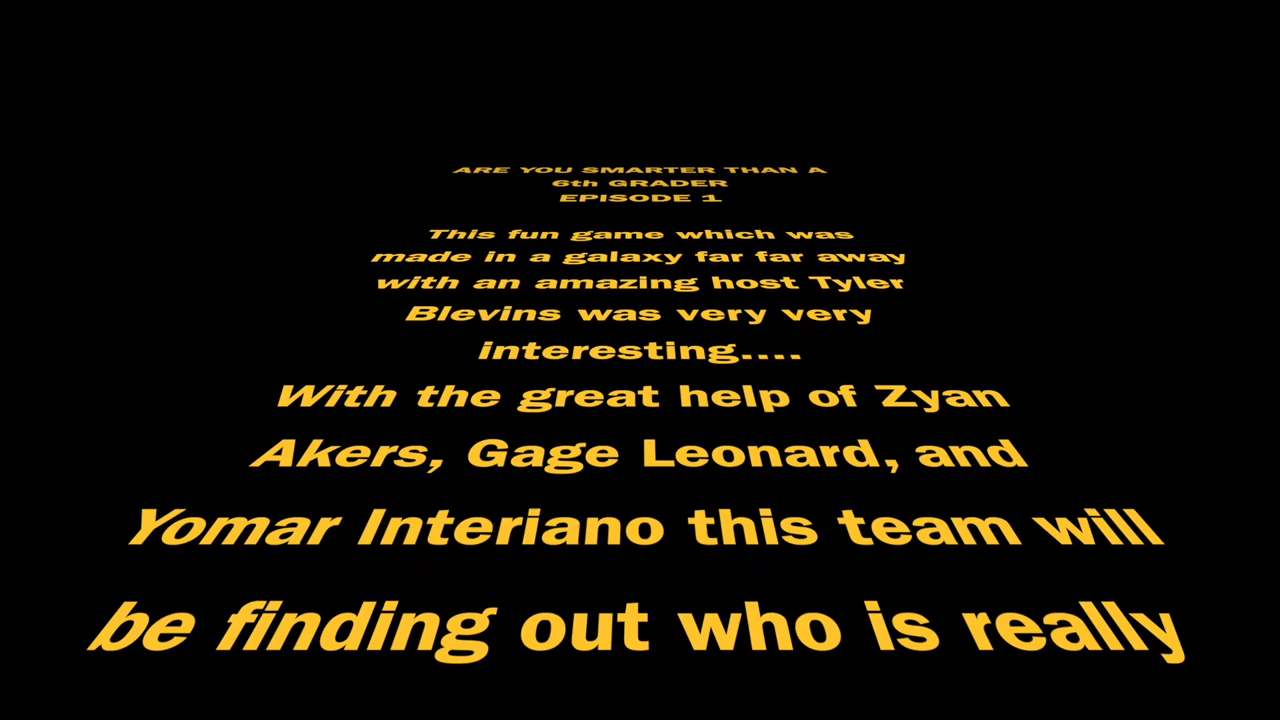 ARE YOU SMARTER THAN A
6th GRADER
EPISODE 1
This fun game which was
made in a galaxy far far away
with an amazing host Tyler
Blevins was very very
interesting....
With the great help of Zyan
Akers, Gage Leonard, and
Yomar Interiano this team will
be finding out who is really